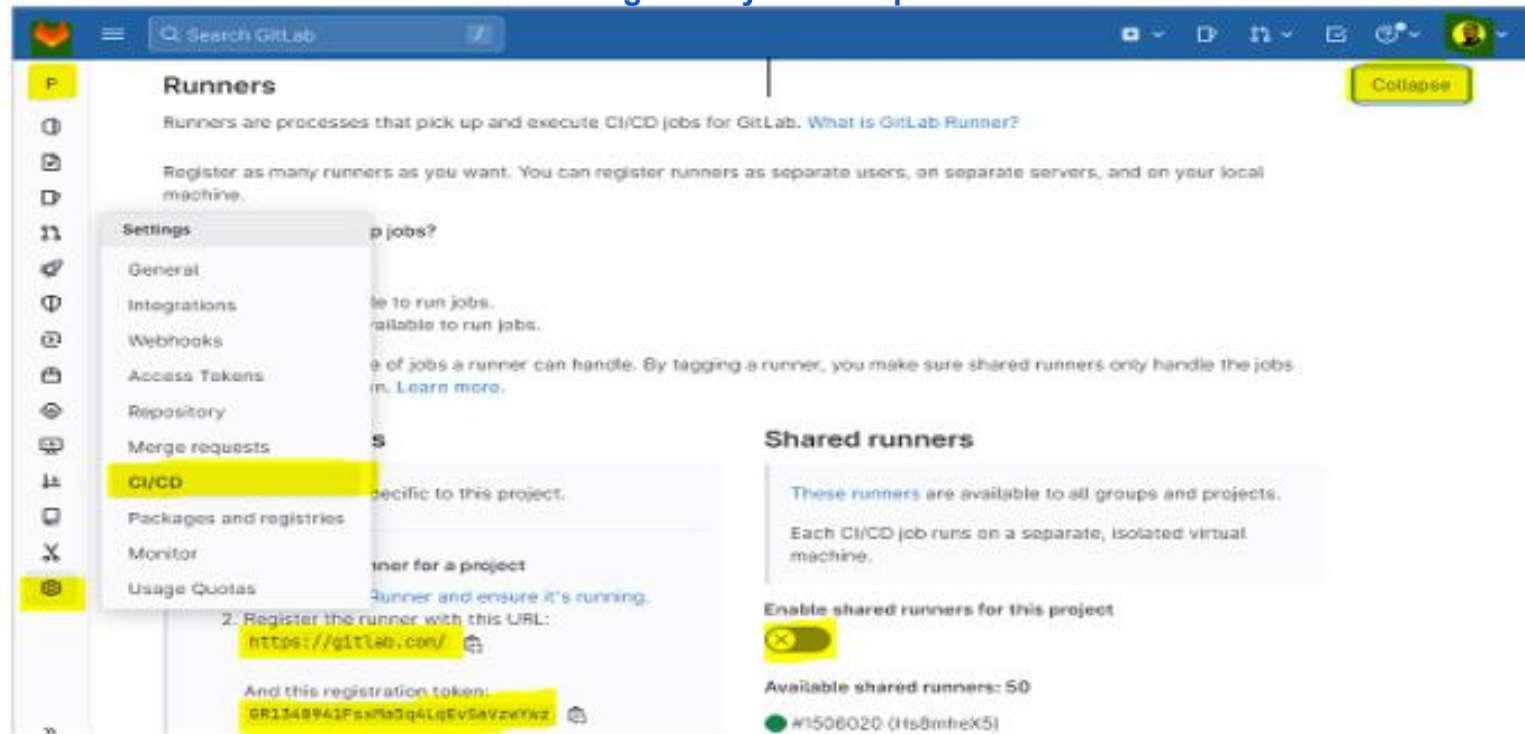 Search GitLab
P
Runners
Collapse
Runners are processes that pick up and execute CI/CD jobs for GitLab. What is GitLab Runner?
Register as many runners as you want. You can register runners as separate users, on separate servers, and on your local
machine.
Settings
p jobs?
General
Integrations
le to run jobs.
Webhooks
vailable to run jobs.
Access Tokens
e of jobs a runner can handle. By tagging a runner, you make sure shared runners only handle the jobs
n. Learn more.
Repository
Merge requests
s
Shared runners
CI/CD
pecific to this project.
These runners are available to all groups and projects.
Packages and registries
Each CI/CD job runs on a separate, isolated virtual
machine.
Monitor
nner for a project
Usage Quotas
Runner and ensure it's running.
2. Register the runner with this URL:
https://gitlab.com/
Enable shared runners for this project
And this registration token:
Available shared runners: 50
#1506020 (Hs8mheX5)